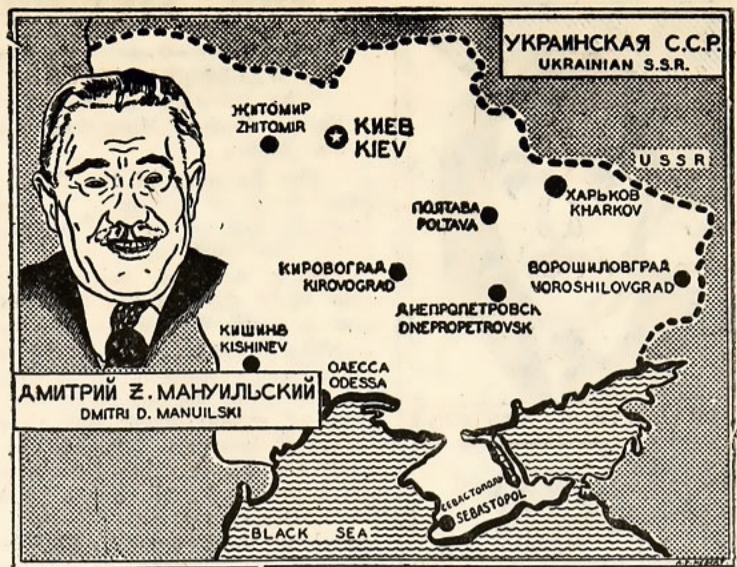 УКРАИНСКАЯ С.С.Р.
UKRAINIAN S.S.R.
ЖИТОМИР
ZHITOMIR
КИЕВ
KIEV
USSR
ХАРЬКОВ
KHARKOV
ПОЛТАВА
POLTAVA
КИРОВОГРАД
KIROVOGRAD
ВОРОШИЛОВГРАД
VOROSHILOVGRAD
ДНЕПРОПЕТРОВСК
DNEPROPETROVSK
КИШИНВ
KISHINEV
ОДЕССА
ODESSA
ДМИТРИЙ Z. МАНУИЛЬСКИЙ
DMITRI D. MANUILSKI
СЕВАСТОПОЛЬ
SEBASTOPOL
BLACK SEA